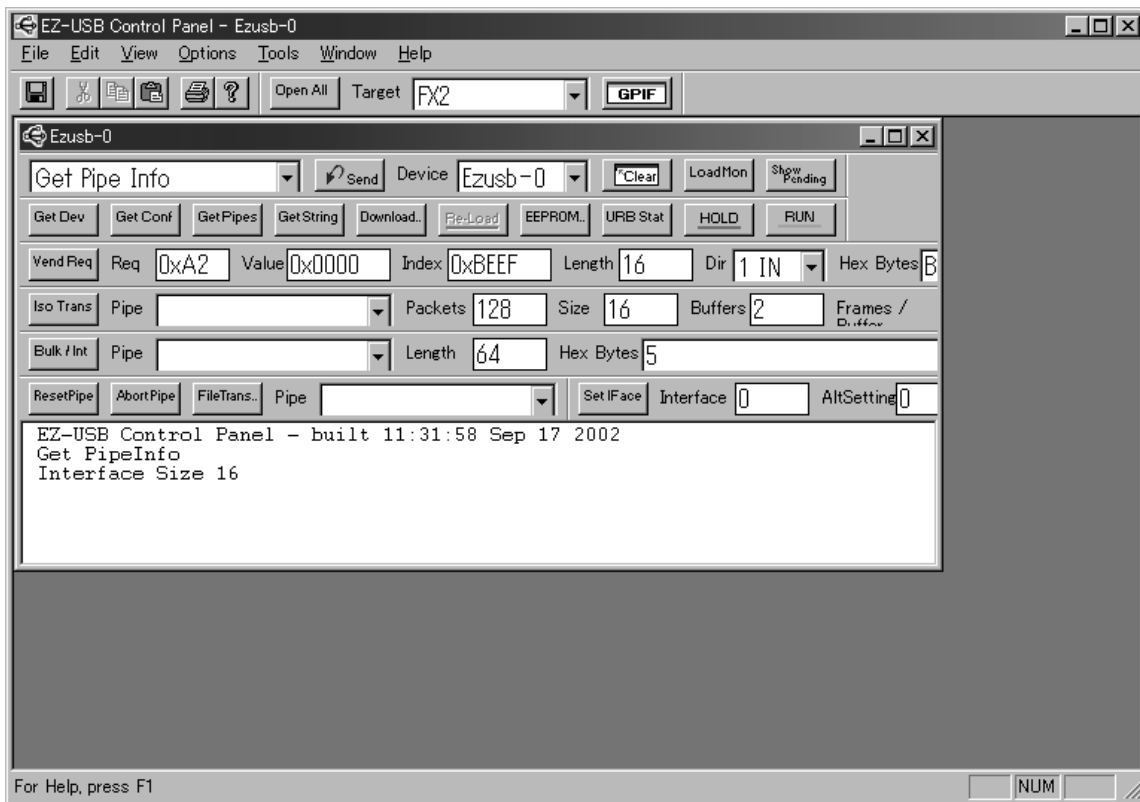 EZ-USB Control Panel - Ezusb-0
File Edit View Options Tools Window Help
Open All Target FX2 GPIF
Ezusb-0
Get Pipe Info Send Device Ezusb-0 Clear LoadMon Show Pending
Get Dev Get Conf GetPipes GetString Download.. Re-Load EEPROM.. URB Stat HOLD RUN
Vend Req Req 0xA2 Value 0x0000 Index 0xBEEF Length 16 Dir 1 IN Hex Bytes B
Iso Trans Pipe Packets 128 Size 16 Buffers 2 Frames / Buffer
Bulk / Int Pipe Length 64 Hex Bytes 5
ResetPipe AbortPipe FileTrans.. Pipe Set IFace Interface 0 AltSetting 0
EZ-USB Control Panel - built 11:31:58 Sep 17 2002
Get PipeInfo
Interface Size 16
For Help, press F1 NUM